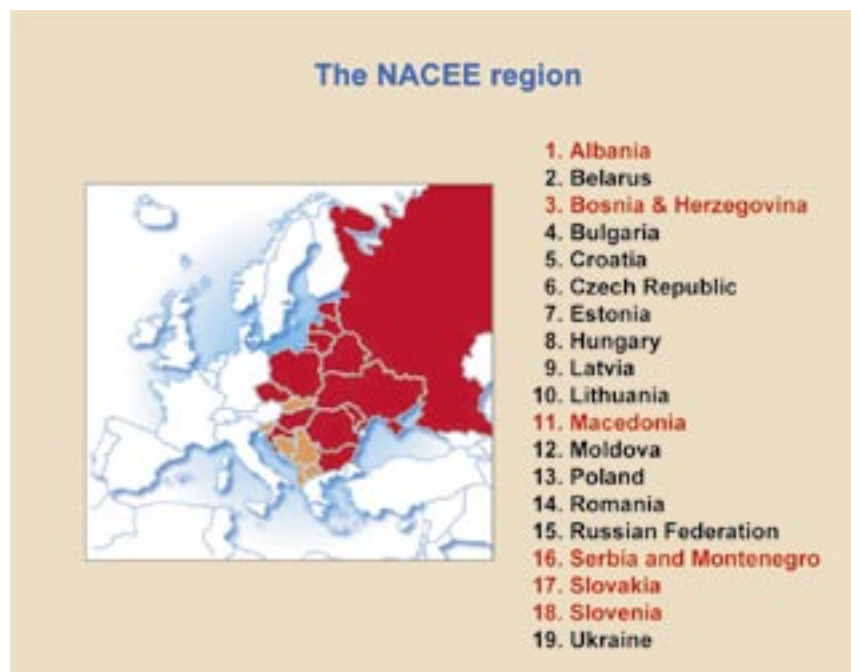 The NACEE region
1. Albania
2. Belarus
3. Bosnia & Herzegovina
4. Bulgaria
5. Croatia
6. Czech Republic
7. Estonia
8. Hungary
9. Latvia
10. Lithuania
11. Macedonia
12. Moldova
13. Poland
14. Romania
15. Russian Federation
16. Serbia and Montenegro
17. Slovakia
18. Slovenia
19. Ukraine